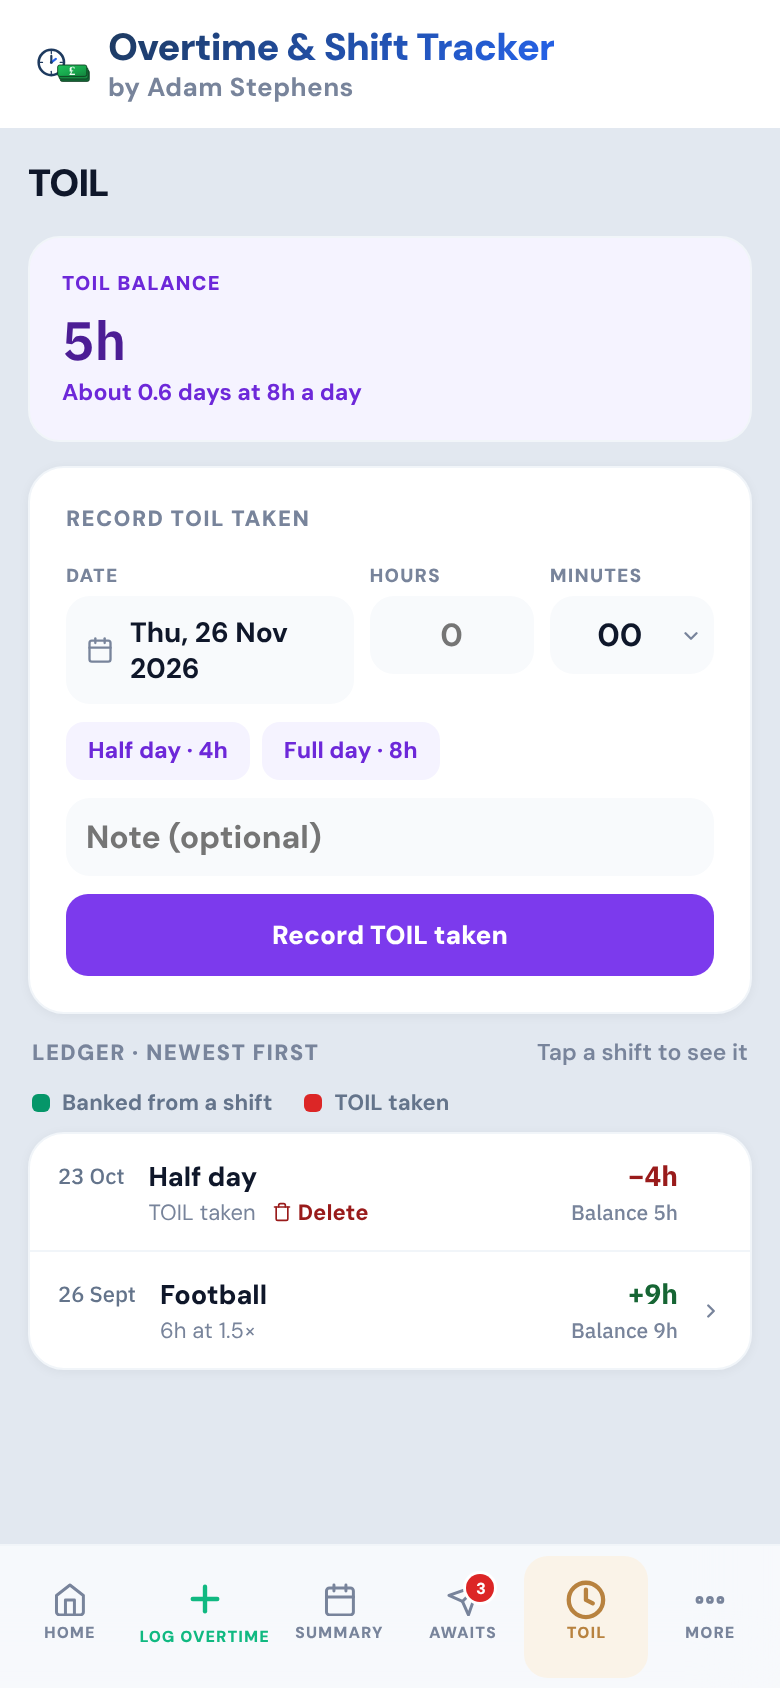 £
Overtime & Shift Tracker
by Adam Stephens
TOIL
TOIL BALANCE
5h
About 0.6 days at 8h a day
RECORD TOIL TAKEN
DATE HOURS MINUTES
Thu, 26 Nov 2026
0
00
Half day · 4h
Full day · 8h
Note (optional)
Record TOIL taken
LEDGER · NEWEST FIRST
Tap a shift to see it
Banked from a shift
TOIL taken
23 Oct Half day −4h
TOIL taken Delete Balance 5h
26 Sept Football +9h
6h at 1.5× Balance 9h
3
HOME LOG OVERTIME SUMMARY AWAITS TOIL MORE